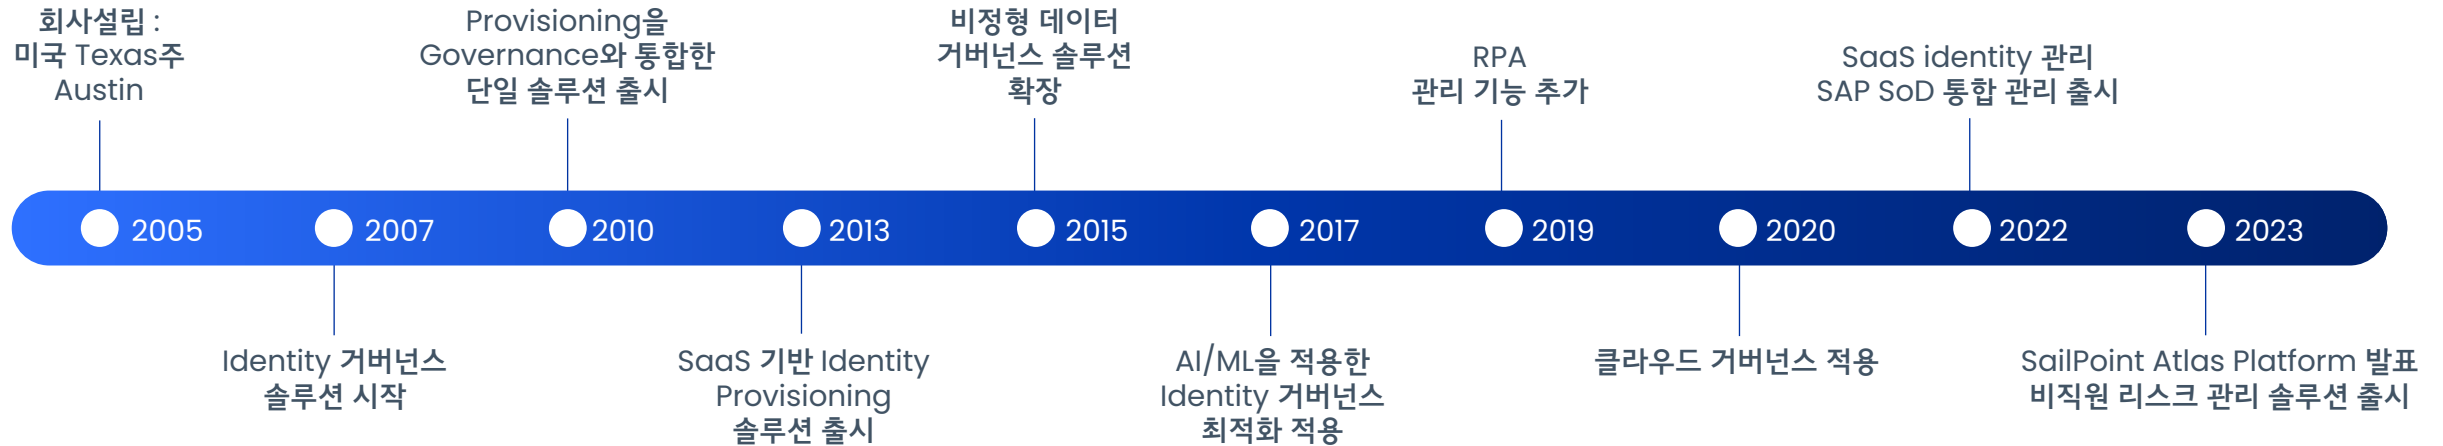 회사설립 :
미국 Texas주
Austin
Provisioning을
Governance와 통합한
단일 솔루션 출시
비정형 데이터
거버넌스 솔루션
확장
RPA
관리 기능 추가
SaaS identity 관리
SAP SoD 통합 관리 출시
2005
2007
2010
2013
2015
2017
2019
2020
2022
2023
Identity 거버넌스
솔루션 시작
SaaS 기반 Identity
Provisioning
솔루션 출시
AI/ML을 적용한
Identity 거버넌스
최적화 적용
클라우드 거버넌스 적용
SailPoint Atlas Platform 발표
비직원 리스크 관리 솔루션 출시